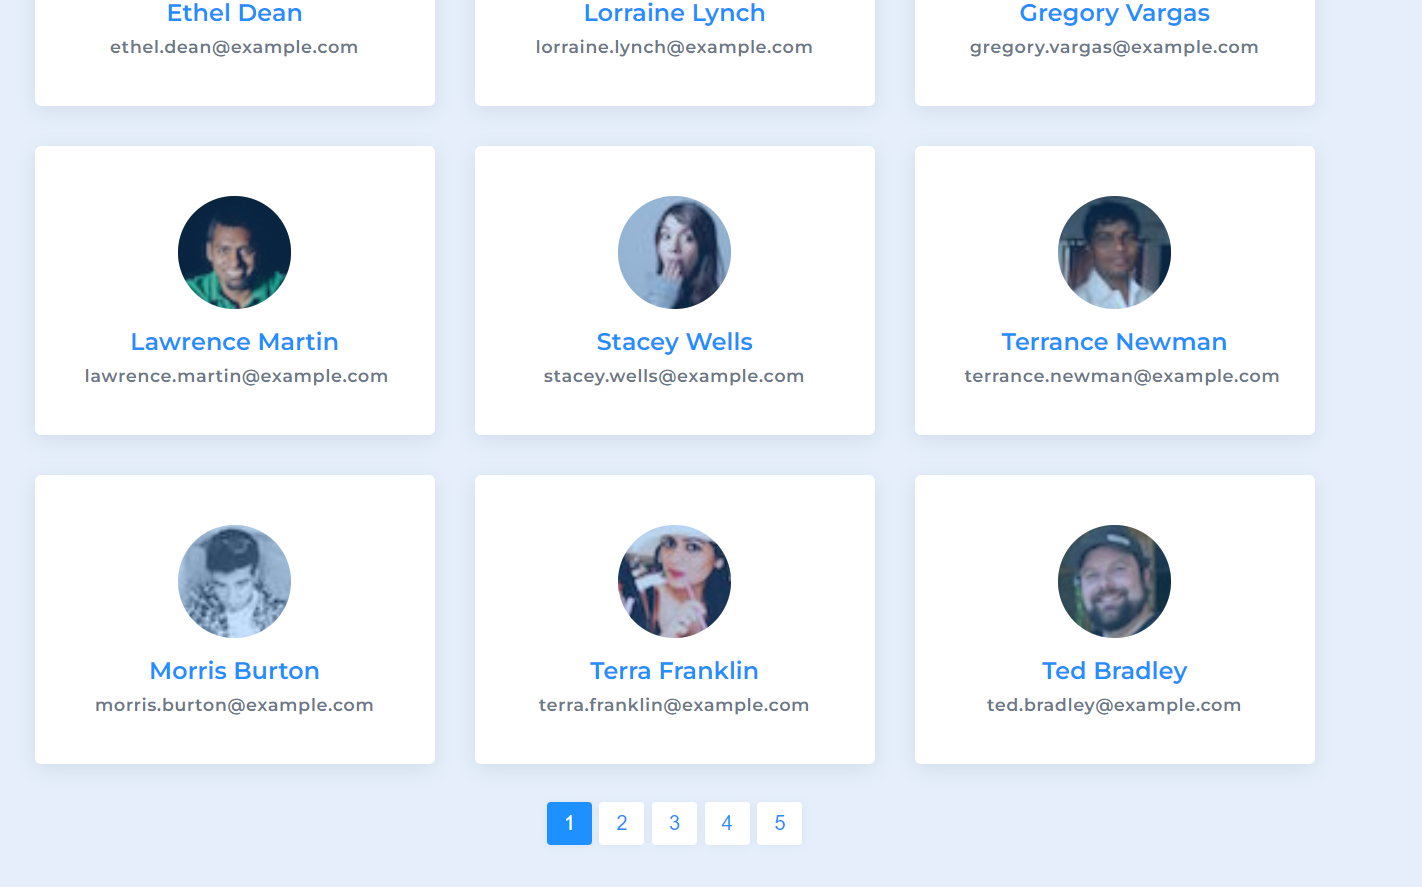 Ethel Dean
ethel.dean@example.com
Lorraine Lynch
lorraine.lynch@example.com
Gregory Vargas
gregory.vargas@example.com
Lawrence Martin
lawrence.martin@example.com
Stacey Wells
stacey.wells@example.com
Terrance Newman
terrance.newman@example.com
Morris Burton
morris.burton@example.com
Terra Franklin
terra.franklin@example.com
Ted Bradley
ted.bradley@example.com
1 2 3 4 5